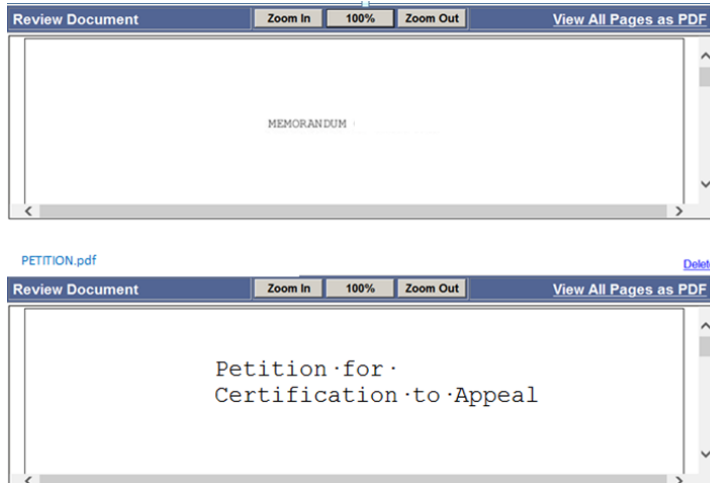 Review Document Zoom In 100% Zoom Out View All Pages as PDF
MEMORANDUM
PETITION.pdf Delete
Review Document Zoom In 100% Zoom Out View All Pages as PDF
Petition·for·
Certification·to·Appeal